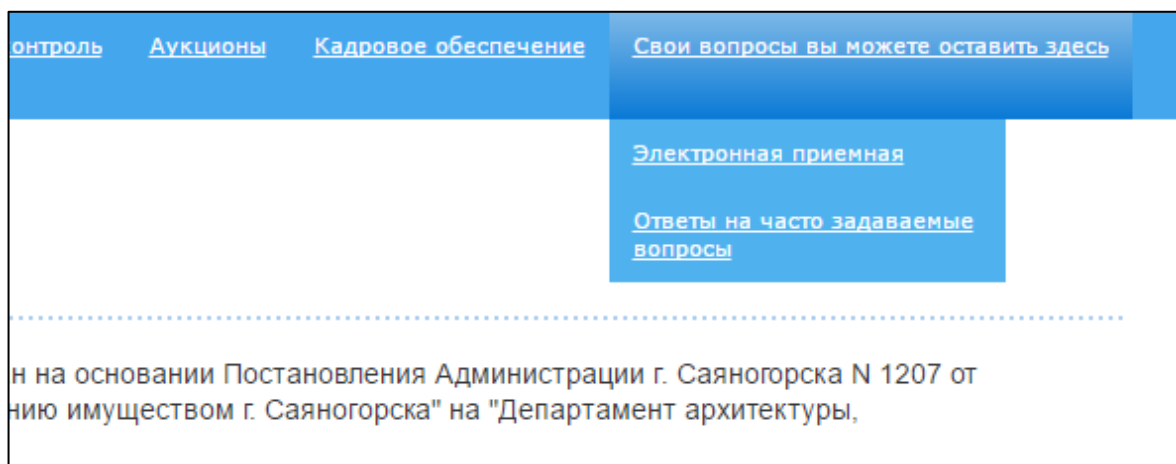 онтроль Аукционы Кадровое обеспечение Свои вопросы вы можете оставить здесь
Электронная приемная
Ответы на часто задаваемые
вопросы
н на основании Постановления Администрации г. Саяногорска N 1207 от
нию имуществом г. Саяногорска" на "Департамент архитектуры,